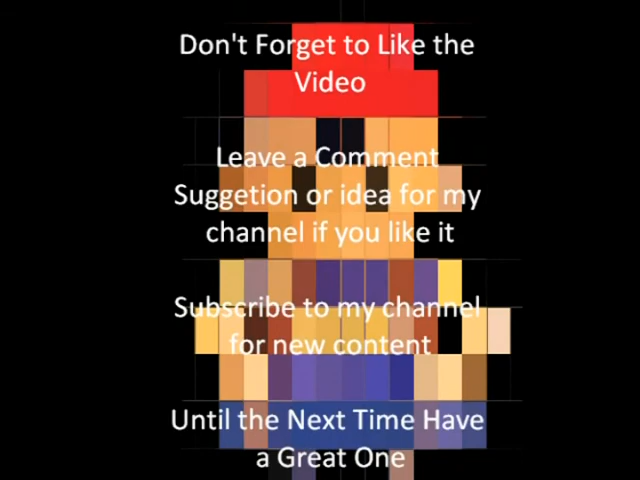 Don't Forget to Like the
Video
Leave a Comment
Suggetion or idea for my
channel if you like it
Subscribe to my channel
for new content
Until the Next Time Have
a Great One